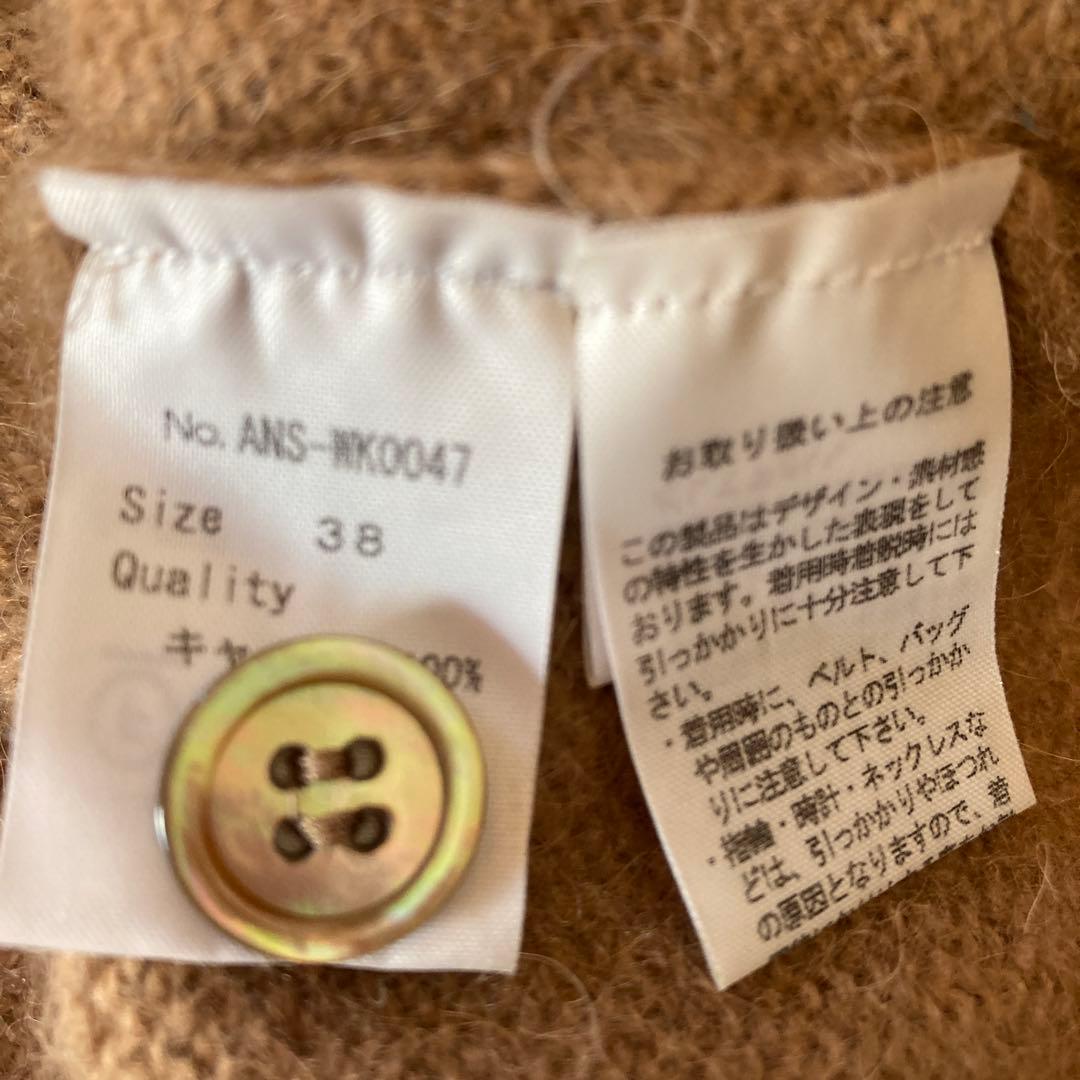 No. ANS-WK0047
Size 38
Quality
キャ 100%
お取り扱い上の注意
この製品はデザイン・素材感
の特性を生かした表現をして
おります。着用時着脱時には
引っかかりに十分注意して下
さい。
・着用時に、ベルト、バッグ
や周囲のものとの引っかか
りに注意して下さい。
・指輪・時計・ネックレスな
どは、引っかかりやほつれ
の原因となりますので、着